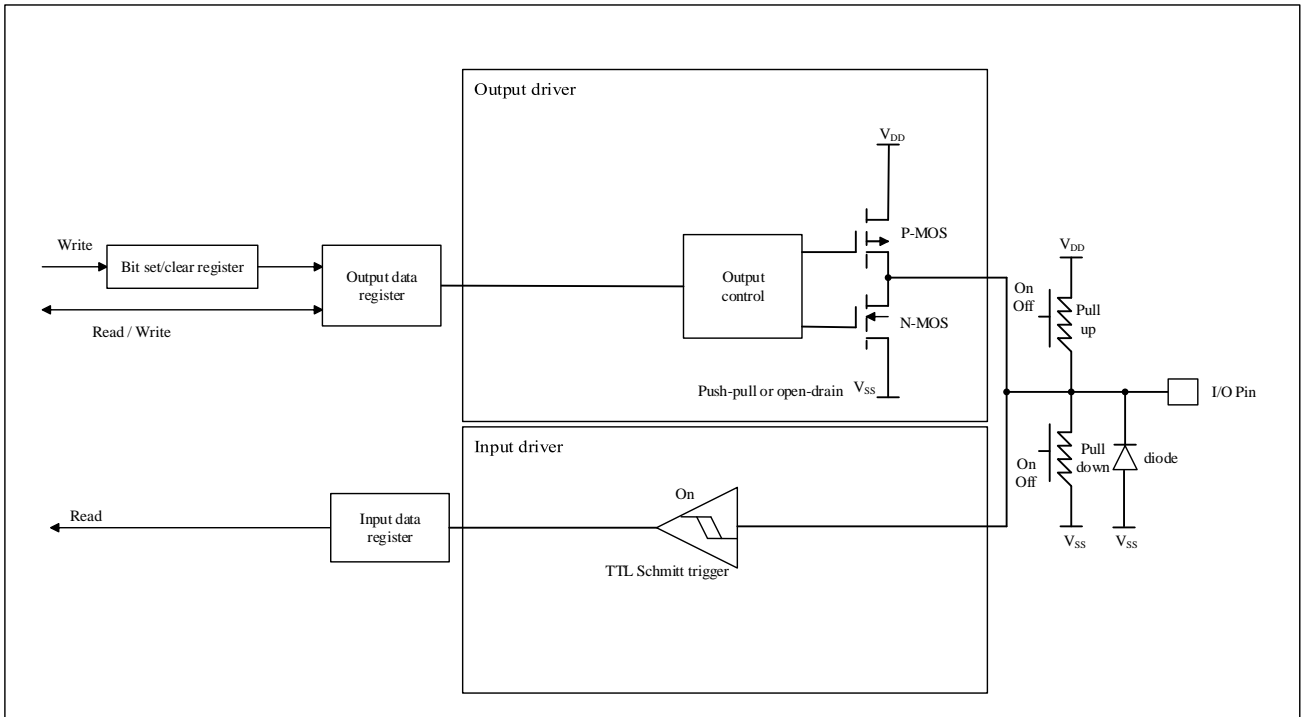 Output driver
V_DD
P-MOS
Write
Bit set/clear register
Output data
register
Output
control
V_DD
On
Off
Pull
up
Read / Write
N-MOS
Push-pull or open-drain
V_SS
I/O Pin
Input driver
On
Off
Pull
down
diode
V_SS
V_SS
On
Read
Input data
register
TTL Schmitt trigger